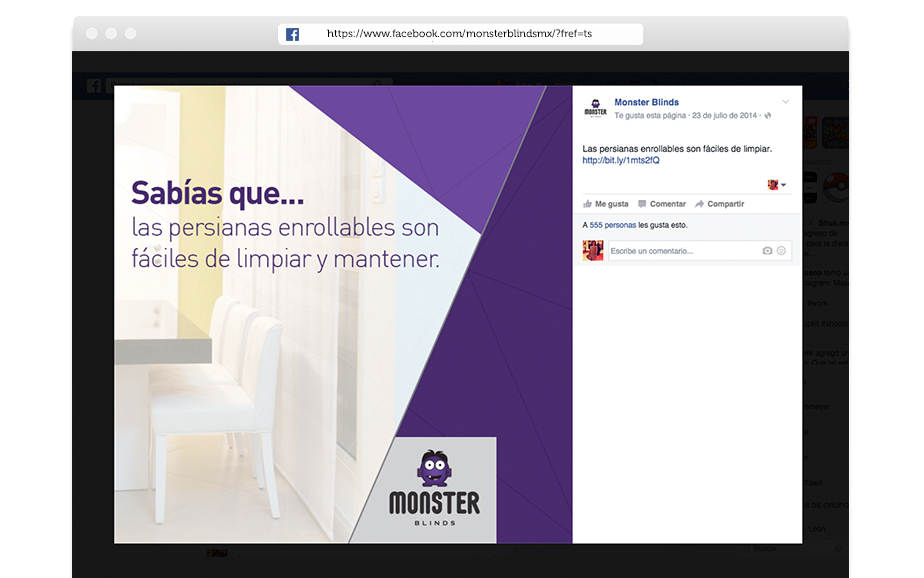 https://www.facebook.com/monsterblindsmx/?fref=ts
Sabías que...
las persianas enrollables son
fáciles de limpiar y mantener.
MONSTER
BLINDS
MONSTER
Monster Blinds
Te gusta esta página · 23 de julio de 2014 ·
Las persianas enrollables son fáciles de limpiar.
http://bit.ly/1mts2fQ
Me gusta Comentar Compartir
A 555 personas les gusta esto.
Escribe un comentario...